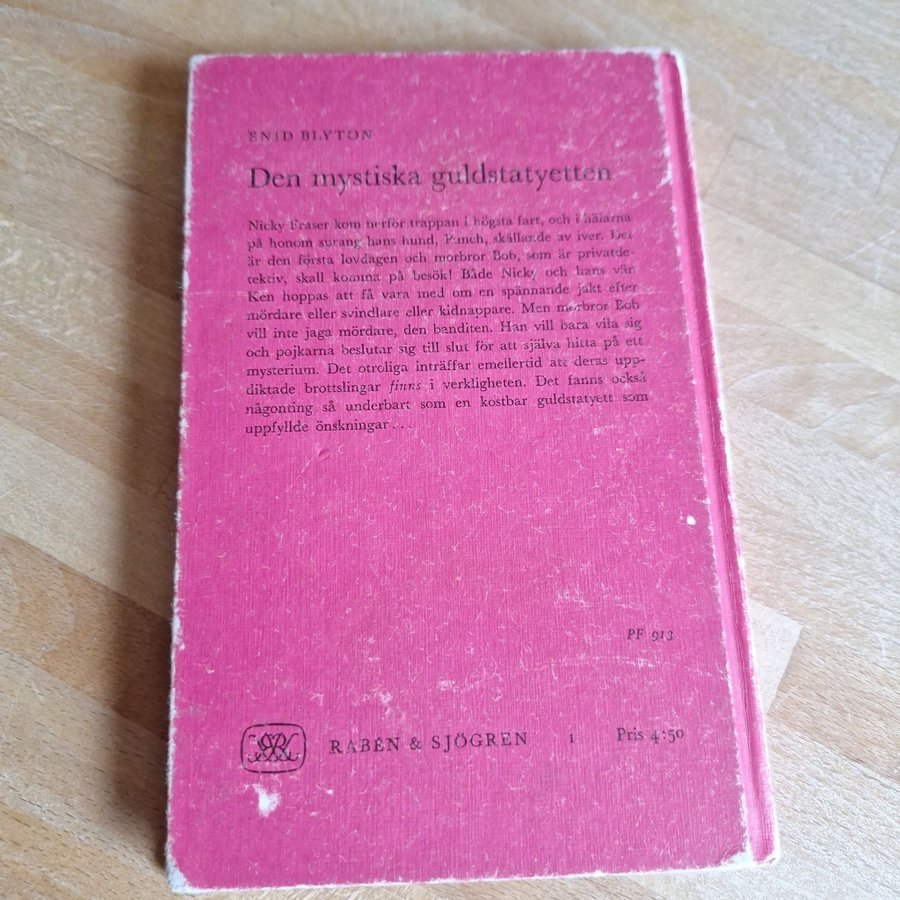 ENID BLYTON
Den mystiska guldstatyetten
Nicky Fraser kom nerför trappan i högsta fart, och i hälarna
på honom sprang hans hund, Punch, skällande av iver. Det
är den första lovdagen och morbror Bob, som är privatde-
tektiv, skall komma på besök! Både Nicky och hans vän
Ken hoppas att få vara med om en spännande jakt efter
mördare eller svindlare eller kidnappare. Men morbror Bob
vill inte jaga mördare, den banditen. Han vill bara vila sig
och pojkarna beslutar sig till slut för att själva hitta på ett
mysterium. Det otroliga inträffar emellertid att deras upp-
diktade brottslingar finns i verkligheten. Det fanns också
någonting så underbart som en kostbar guldstatyett som
uppfyllde önskningar...
PF 913
RABÉN & SJÖGREN 1 Pris 4:50